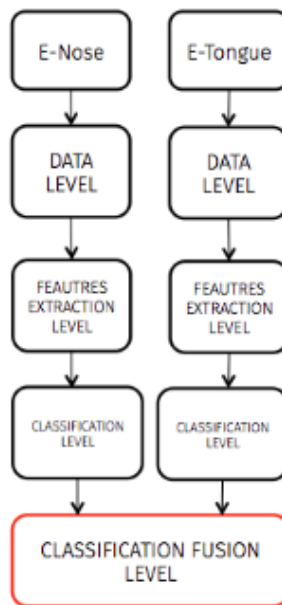 E-Nose
E-Tongue
DATA
LEVEL
DATA
LEVEL
FEAUTRES
EXTRACTION
LEVEL
FEAUTRES
EXTRACTION
LEVEL
CLASSIFICATION
LEVEL
CLASSIFICATION
LEVEL
CLASSIFICATION FUSION
LEVEL